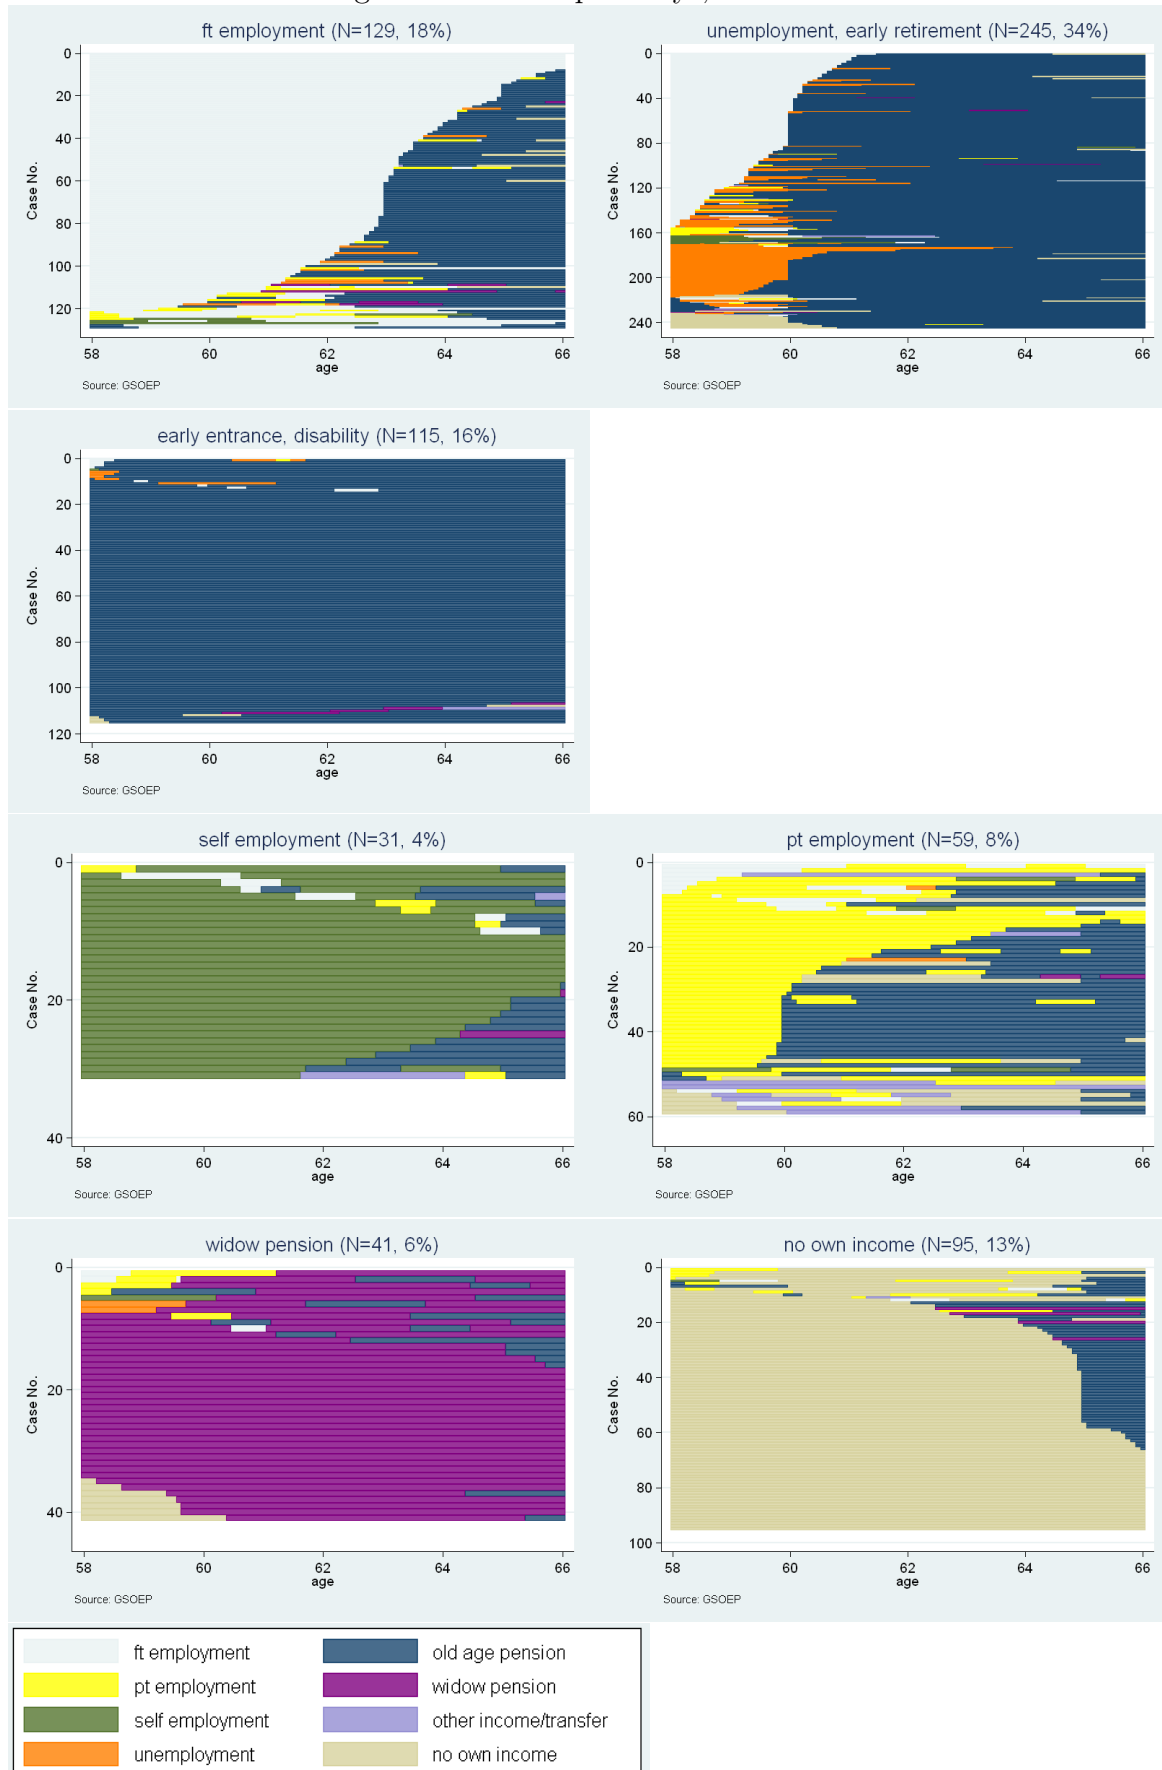 ft employment (N=129, 18%)
0
20
40
60
80
100
120
Case No.
58 60 62 64 66
age
Source: GSOEP
unemployment, early retirement (N=245, 34%)
0
40
80
120
160
200
240
Case No.
58 60 62 64 66
age
Source: GSOEP
early entrance, disability (N=115, 16%)
0
20
40
60
80
100
120
Case No.
58 60 62 64 66
age
Source: GSOEP
self employment (N=31, 4%)
0
20
40
Case No.
58 60 62 64 66
age
Source: GSOEP
pt employment (N=59, 8%)
0
20
40
60
Case No.
58 60 62 64 66
age
Source: GSOEP
widow pension (N=41, 6%)
0
20
40
Case No.
58 60 62 64 66
age
Source: GSOEP
no own income (N=95, 13%)
0
20
40
60
80
100
Case No.
58 60 62 64 66
age
Source: GSOEP
ft employment
pt employment
self employment
unemployment
old age pension
widow pension
other income/transfer
no own income